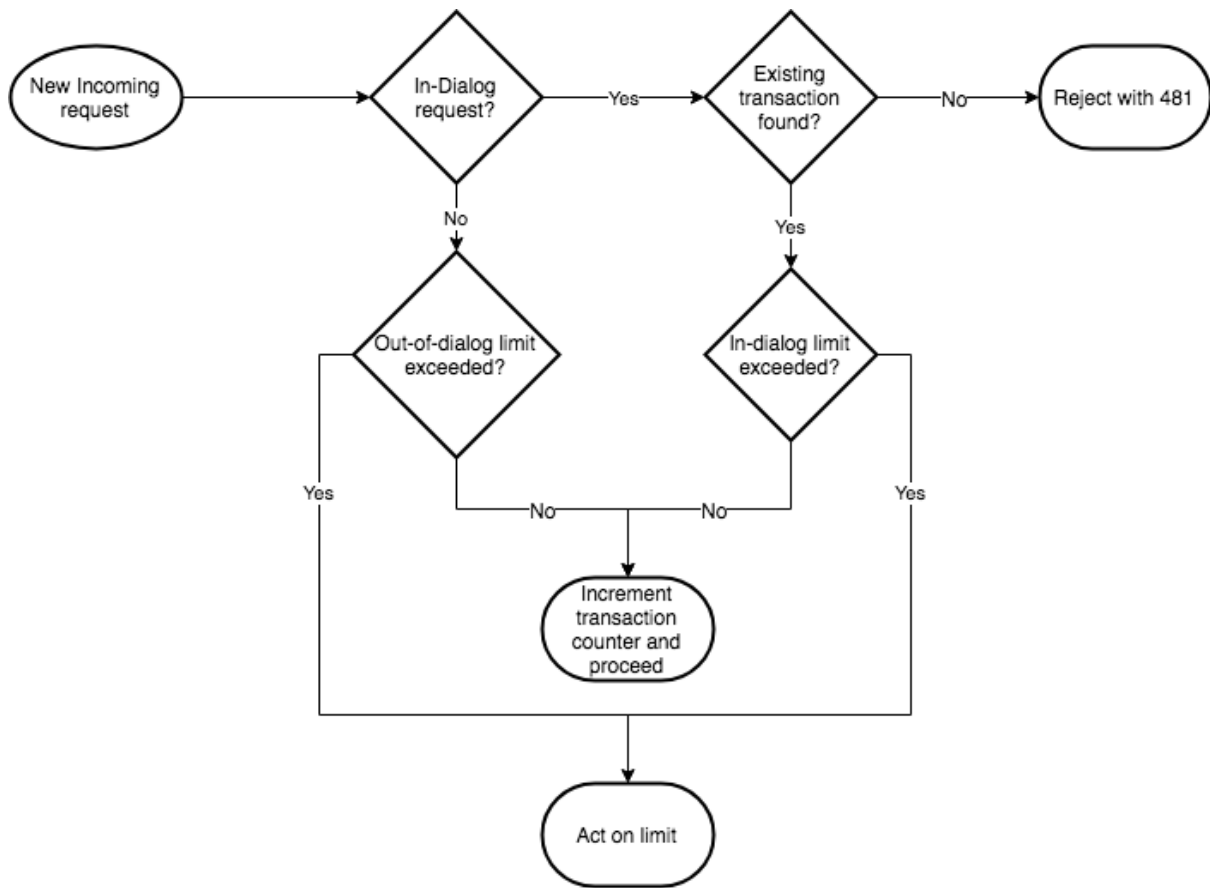 New Incoming
request
In-Dialog
request?
Yes
Existing
transaction
found?
No
Reject with 481
No
Yes
Out-of-dialog limit
exceeded?
In-dialog limit
exceeded?
Yes
No
No
Yes
Increment
transaction
counter and
proceed
Act on limit